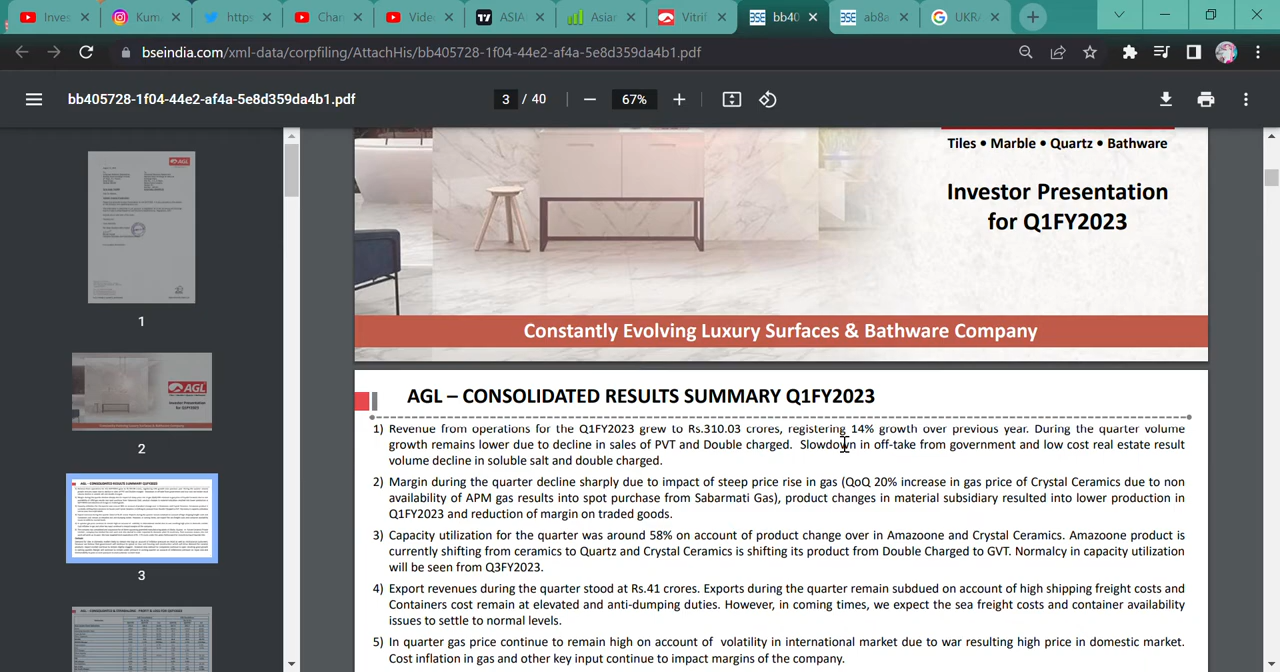 Inves
Kum
https
Chan
Vide
ASIA
Asiar
Vitrif
bb40
ab8a
UKRA
bseindia.com/xml-data/corpfiling/AttachHis/bb405728-1f04-44e2-af4a-5e8d359da4b1.pdf
bb405728-1f04-44e2-af4a-5e8d359da4b1.pdf
3 / 40
67%
1
2
3
Tiles • Marble • Quartz • Bathware
Investor Presentation
for Q1FY2023
Constantly Evolving Luxury Surfaces & Bathware Company
AGL – CONSOLIDATED RESULTS SUMMARY Q1FY2023
1) Revenue from operations for the Q1FY2023 grew to Rs.310.03 crores, registering 14% growth over previous year. During the quarter volume
growth remains lower due to decline in sales of PVT and Double charged. Slowdown in off-take from government and low cost real estate result
volume decline in soluble salt and double charged.
2) Margin during the quarter decline sharply due to impact of steep price rise in gas (QoQ 20% increase in gas price of Crystal Ceramics due to non
availability of APM gas results into spot purchase from Sabarmati Gas), product changes in material subsidiary resulted into lower production in
Q1FY2023 and reduction margin on traded goods.
3) Capacity utilization for the quarter was around 58% on account of product change over in Amazoone and Crystal Ceramics. Amazoone product is
currently shifting from ceramics to Quartz and Crystal Ceramics is shifting its product from Double Charged to GVT. Normalcy in capacity utilization
will be seen from Q3FY2023.
4) Export revenues during the quarter stood at Rs.41 crores. Exports during the quarter remain subdued on account of high shipping freight costs and
Containers cost remain at elevated and anti-dumping duties. However, in coming times, we expect the sea freight costs and container availability
issues to settle to normal levels.
5) In quarter gas price continue to remain high on account of volatility in international market due to war resulting high price in domestic market.
Cost inflation in gas and other key input continue to impact margins of the company.